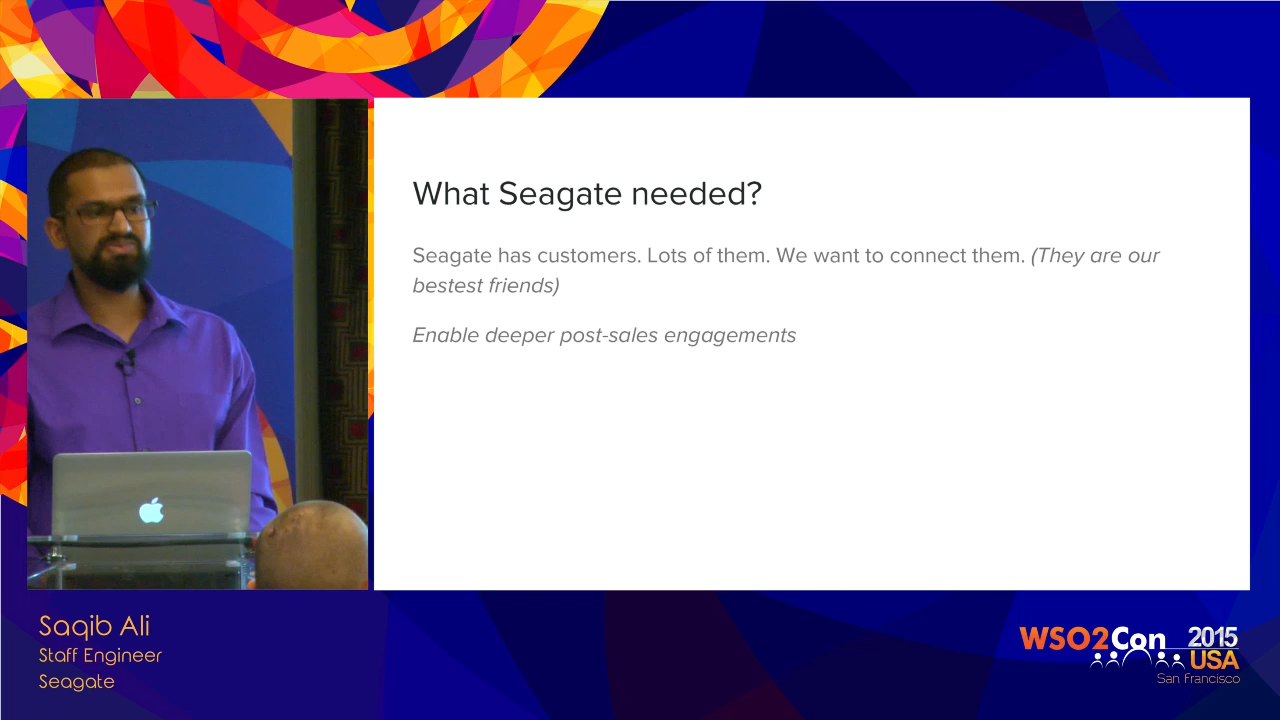 What Seagate needed?
Seagate has customers. Lots of them. We want to connect them. (They are our
bestest friends)
Enable deeper post-sales engagements
Saqib Ali
Staff Engineer
Seagate
WSO2Con 2015
USA
San Francisco